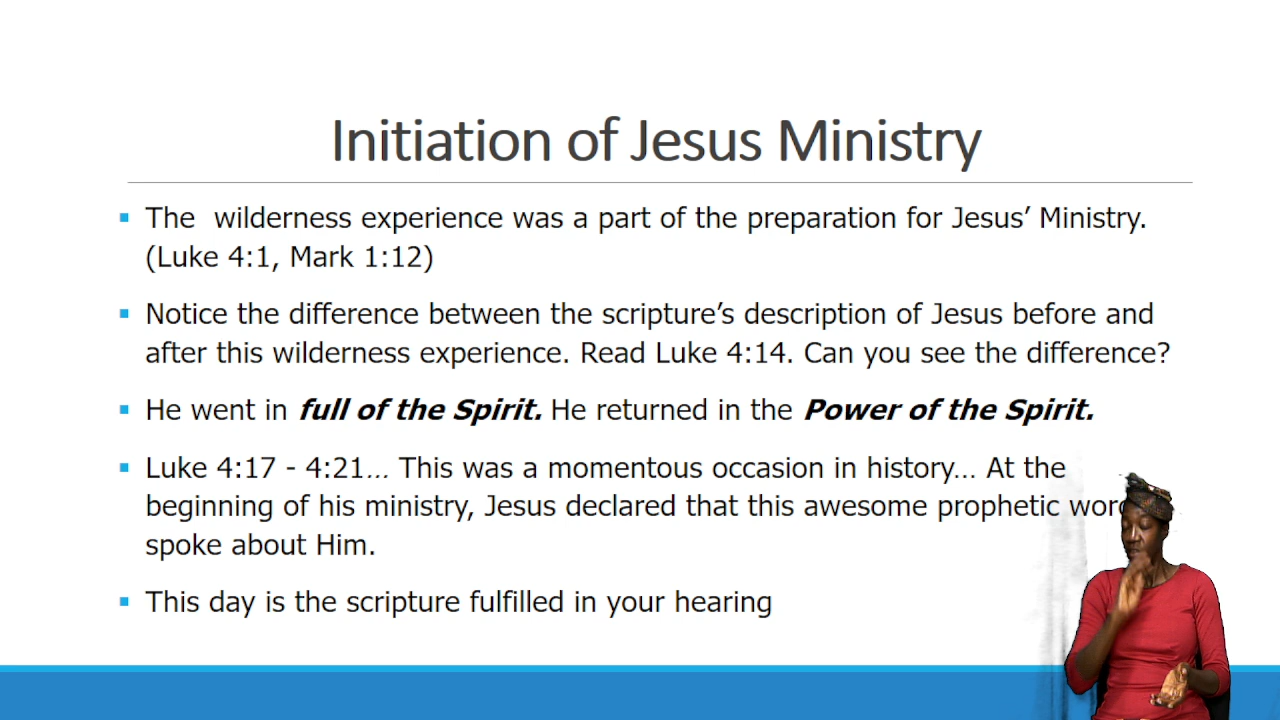 Initiation of Jesus Ministry
The  wilderness experience was a part of the preparation for Jesus’ Ministry.
(Luke 4:1, Mark 1:12)
Notice the difference between the scripture’s description of Jesus before and
after this wilderness experience. Read Luke 4:14. Can you see the difference?
He went in full of the Spirit. He returned in the Power of the Spirit.
Luke 4:17 - 4:21… This was a momentous occasion in history… At the
beginning of his ministry, Jesus declared that this awesome prophetic word
spoke about Him.
This day is the scripture fulfilled in your hearing